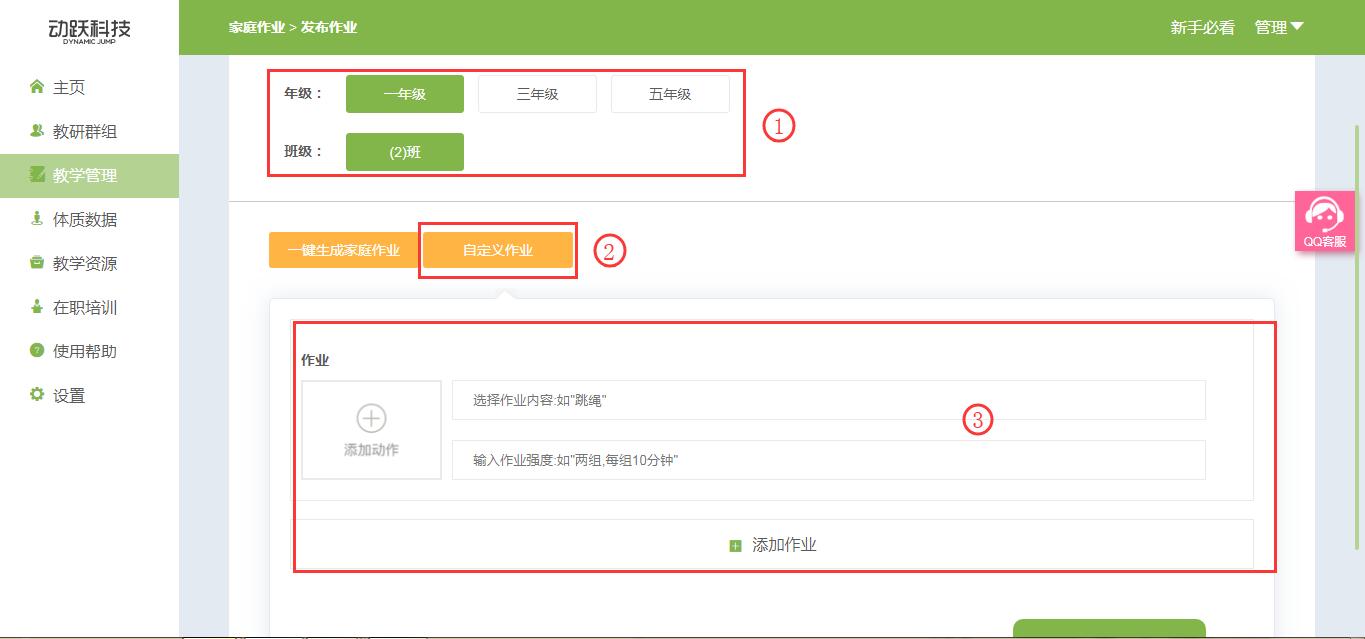 动跃科技
DYNAMIC JUMP
家庭作业 > 发布作业
新手必看 管理
主页
教研群组
教学管理
体质数据
教学资源
在职培训
使用帮助
设置
年级： 一年级 三年级 五年级
①
班级： (2)班
一键生成家庭作业 自定义作业 ②
QQ客服
作业
添加动作
选择作业内容:如"跳绳"
③
输入作业强度:如"两组,每组10分钟"
添加作业